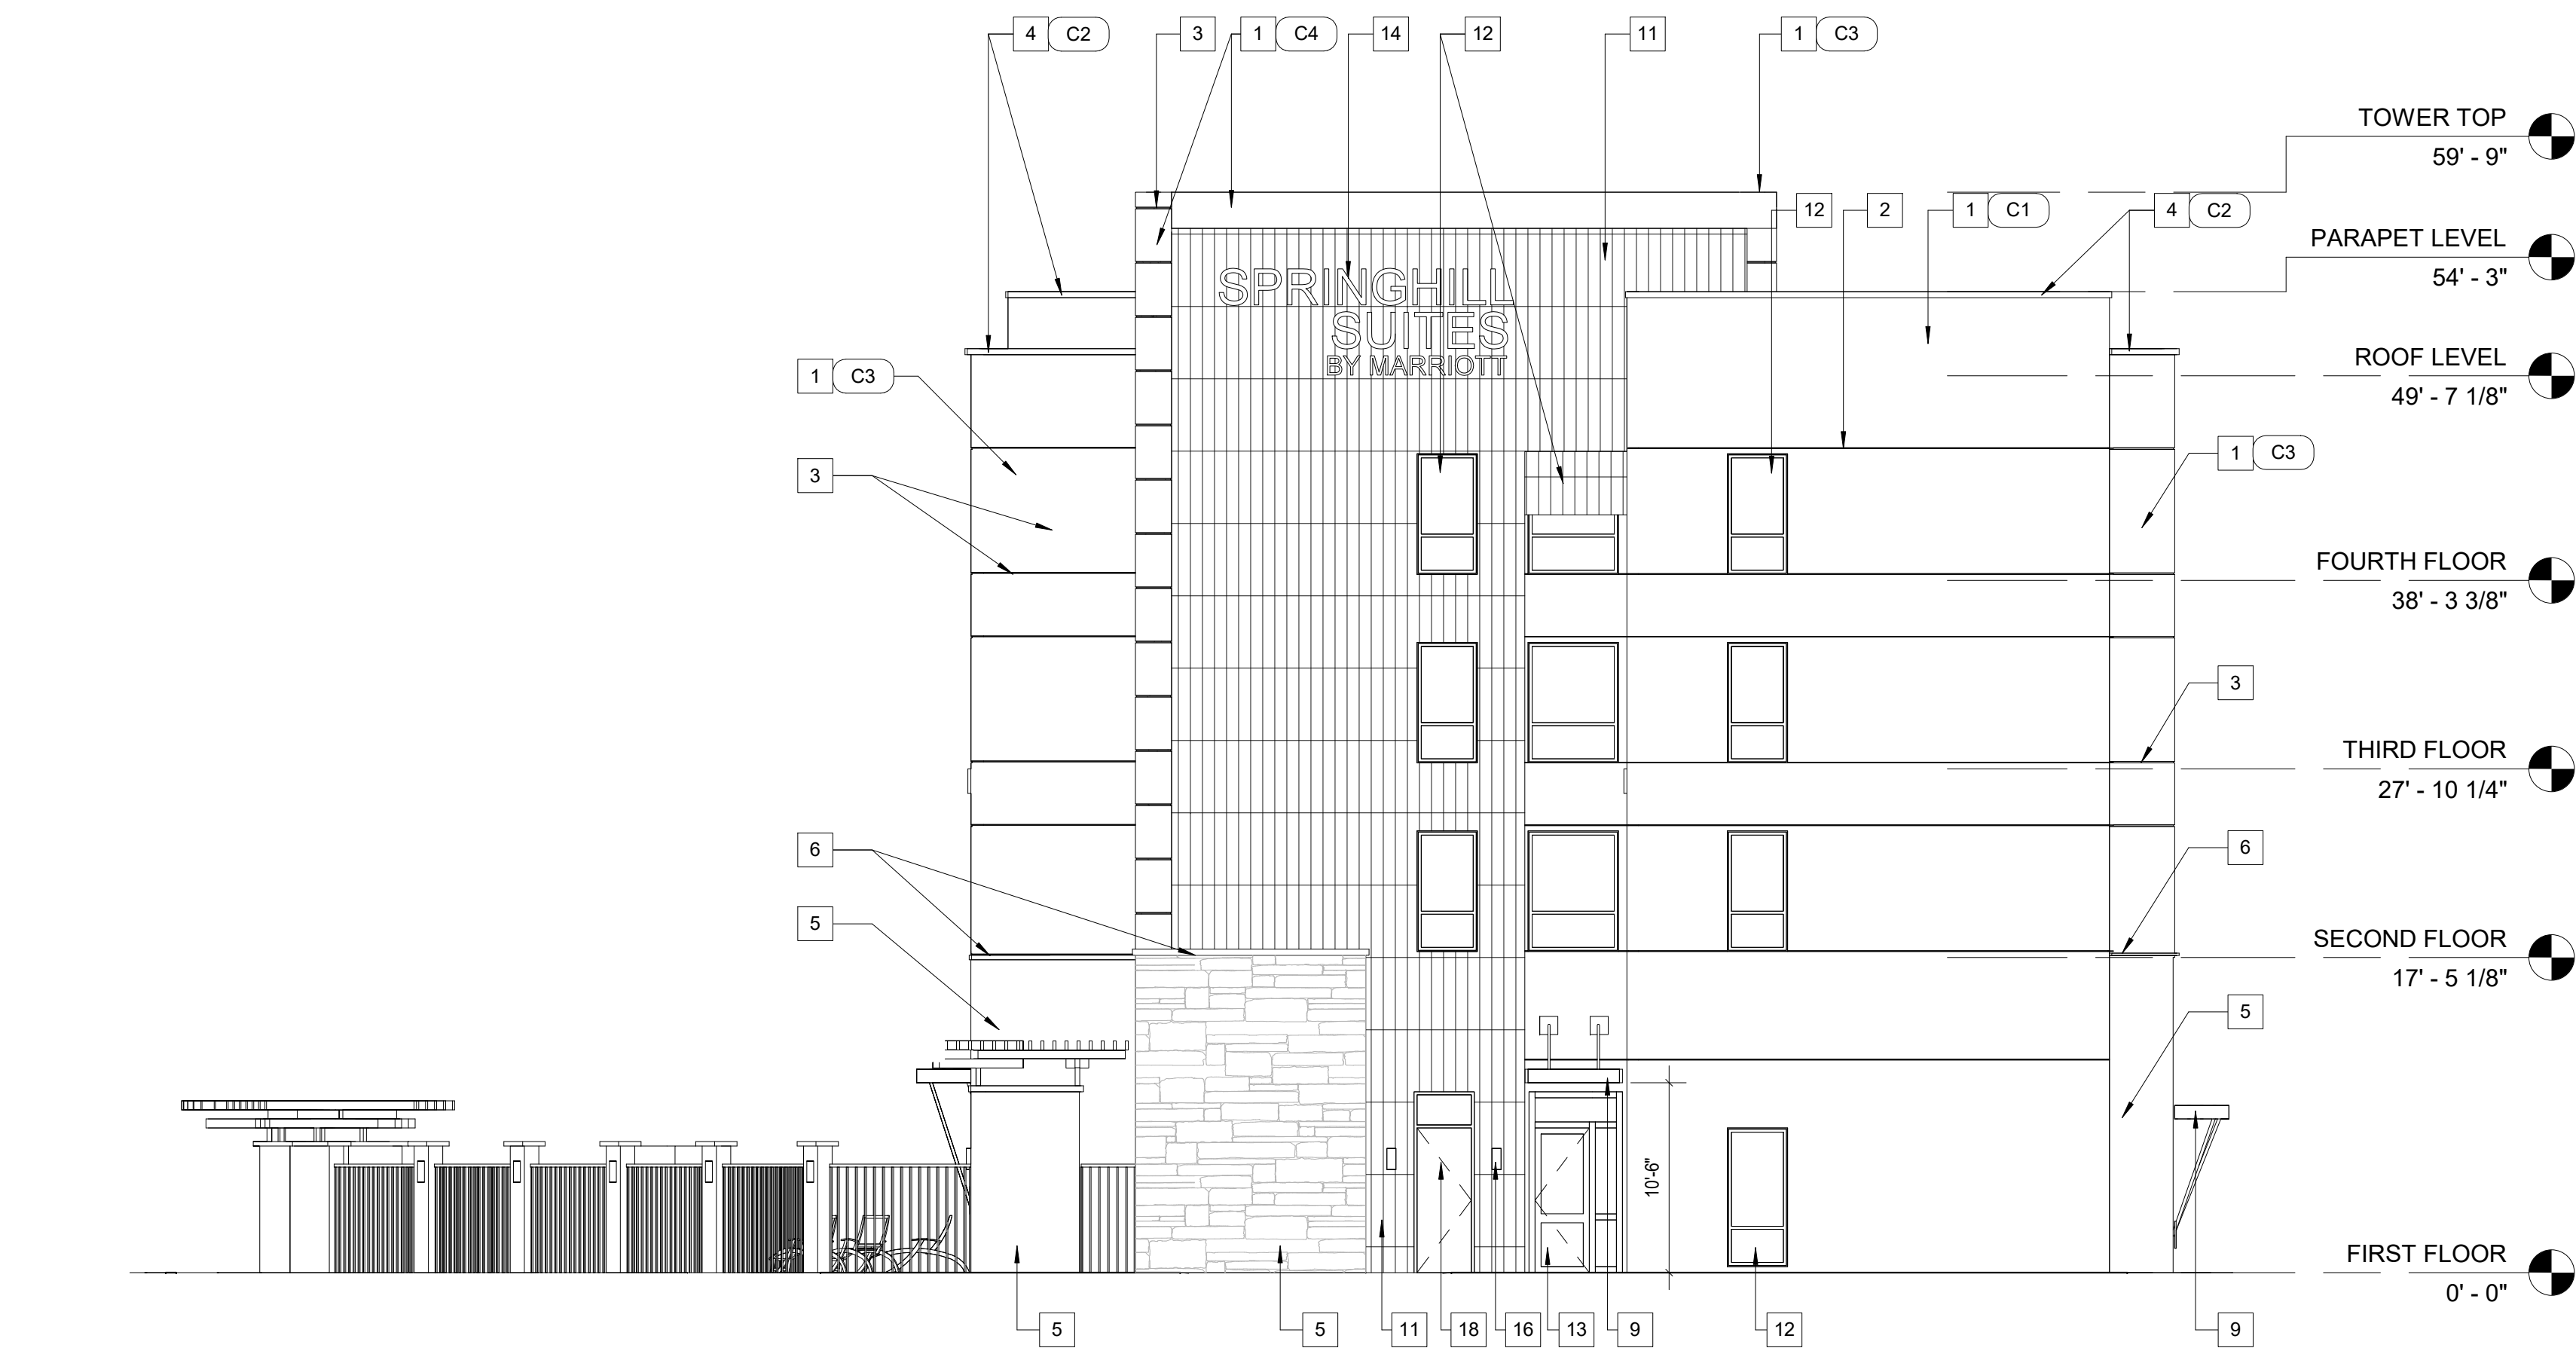 4 C2
3
1 C4
14
12
11
1 C3
TOWER TOP
59' - 9"
12
2
1 C1
4 C2
PARAPET LEVEL
54' - 3"
SPRINGHILL
SUITES
BY MARRIOTT
ROOF LEVEL
49' - 7 1/8"
1 C3
1 C3
3
FOURTH FLOOR
38' - 3 3/8"
3
THIRD FLOOR
27' - 10 1/4"
6
6
5
SECOND FLOOR
17' - 5 1/8"
5
10'-6"
FIRST FLOOR
0' - 0"
5
5
11
18
16
13
9
12
9